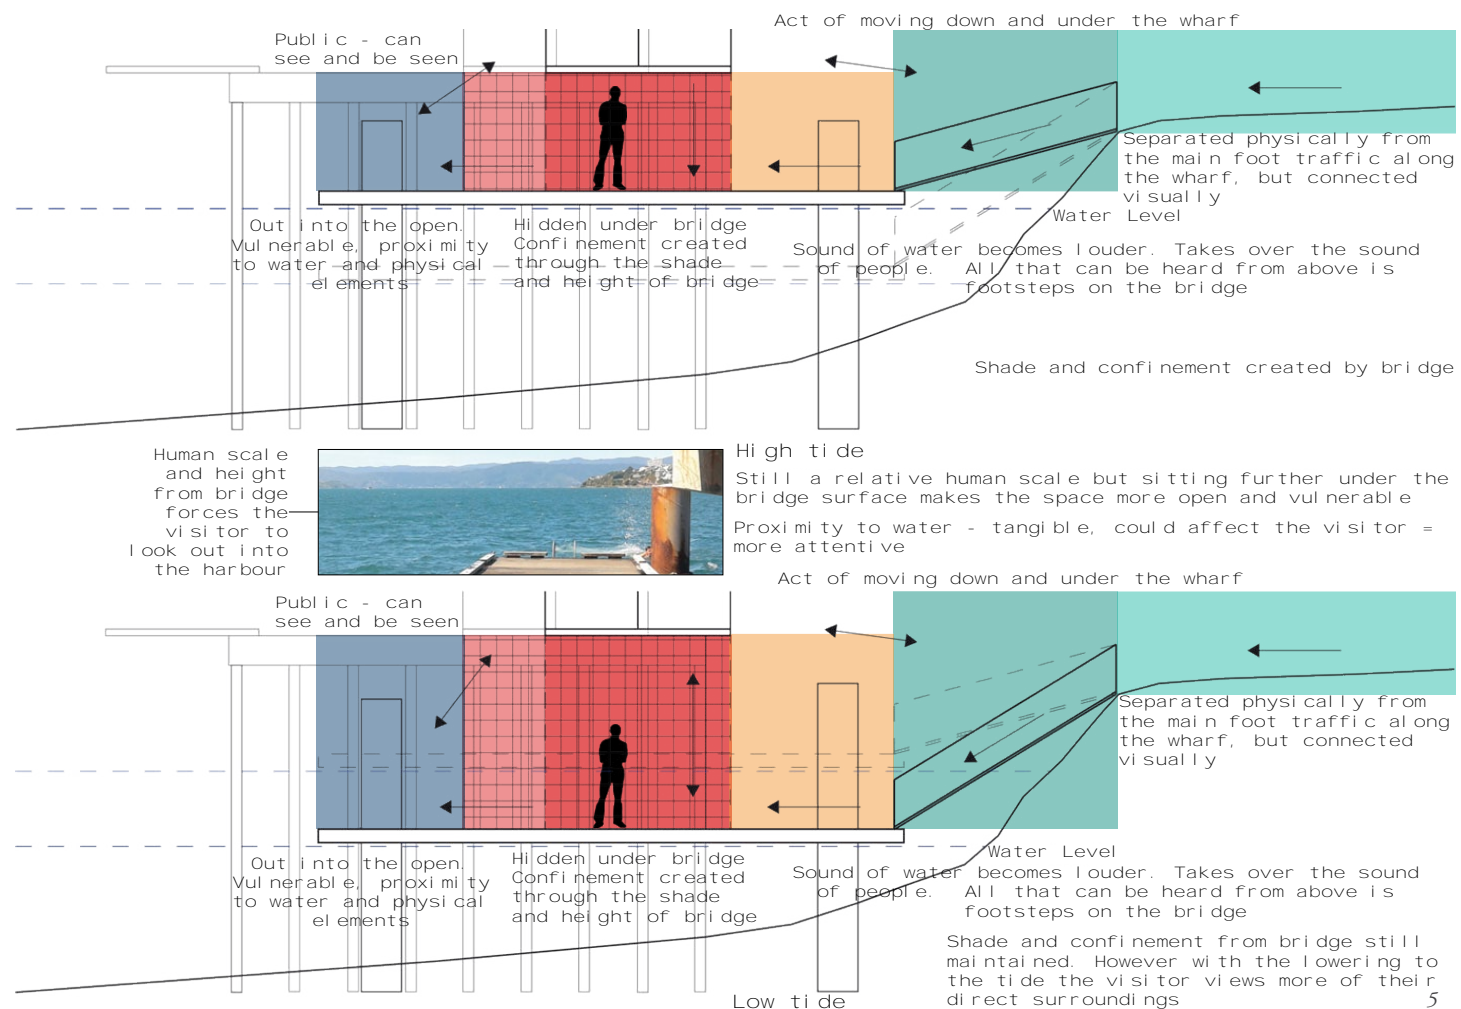 Act of moving down and under the wharf
Public - can
see and be seen
Separated physically from
the main foot traffic along
the wharf, but connected
visually
Water Level
Out into the open.
Vulnerable, proximity
to water and physical
elements
Hidden under bridge
Confinement created
through the shade
and height of bridge
Sound of water becomes louder. Takes over the sound
of people. All that can be heard from above is
footsteps on the bridge
Shade and confinement created by bridge
High tide
Human scale
and height
from bridge
forces the
visitor to
look out into
the harbour
Still a relative human scale but sitting further under the
bridge surface makes the space more open and vulnerable
Proximity to water - tangible, could affect the visitor =
more attentive
Act of moving down and under the wharf
Public - can
see and be seen
Separated physically from
the main foot traffic along
the wharf, but connected
visually
Water Level
Out into the open.
Vulnerable, proximity
to water and physical
elements
Hidden under bridge
Confinement created
through the shade
and height of bridge
Sound of water becomes louder. Takes over the sound
of people. All that can be heard from above is
footsteps on the bridge
Shade and confinement from bridge still
maintained. However with the lowering to
the tide the visitor views more of their
direct surroundings
Low tide
5